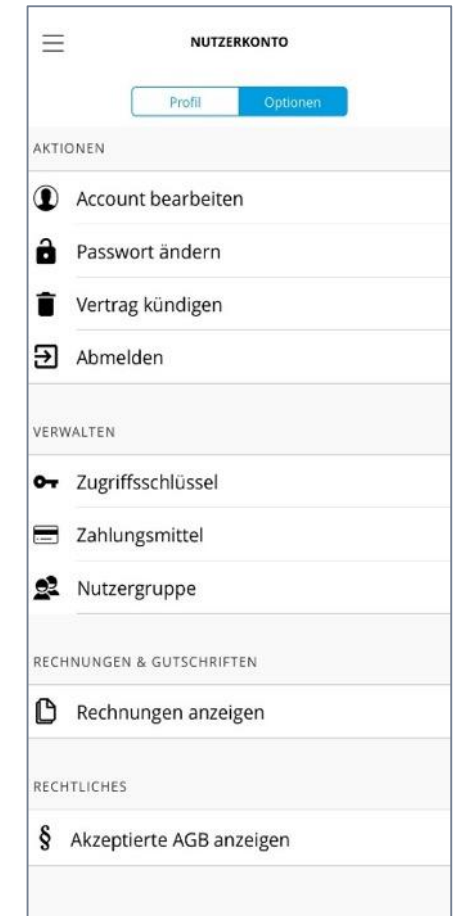 NUTZERKONTO
Profil Optionen
AKTIONEN
Account bearbeiten
Passwort ändern
Vertrag kündigen
Abmelden
VERWALTEN
Zugriffsschlüssel
Zahlungsmittel
Nutzergruppe
RECHNUNGEN & GUTSCHRIFTEN
Rechnungen anzeigen
RECHTLICHES
§ Akzeptierte AGB anzeigen